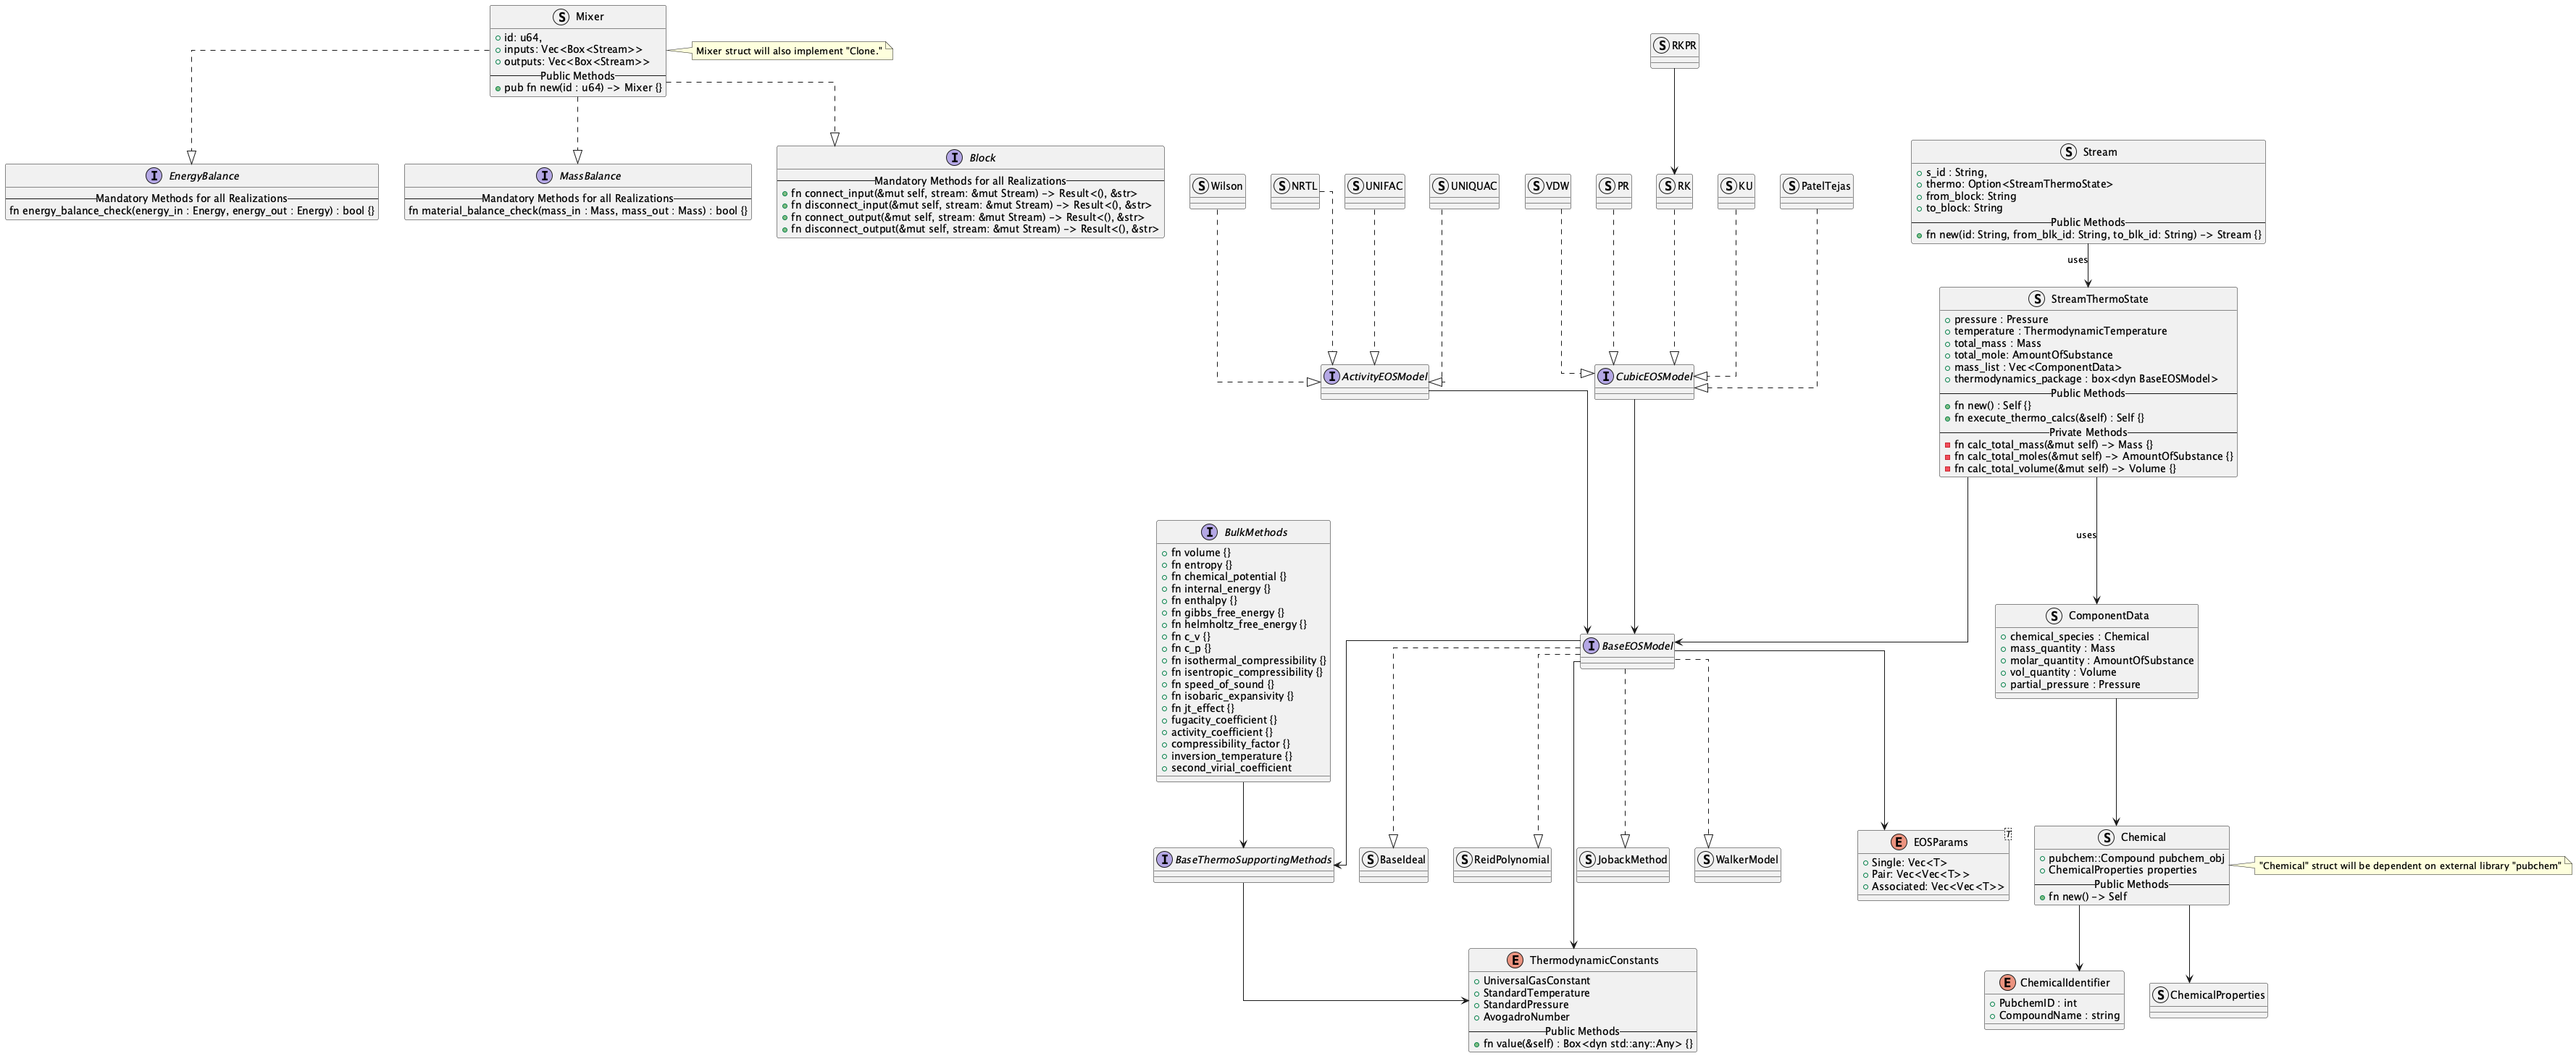 S Mixer
id: u64,
inputs: Vec<Box<Stream>>
outputs: Vec<Box<Stream>>
Public Methods
pub fn new(id : u64) -> Mixer {}
Mixer struct will also implement "Clone."
I EnergyBalance
Mandatory Methods for all Realizations
fn energy_balance_check(energy_in : Energy, energy_out : Energy) : bool {}
I MassBalance
Mandatory Methods for all Realizations
fn material_balance_check(mass_in : Mass, mass_out : Mass) : bool {}
I Block
Mandatory Methods for all Realizations
fn connect_input(&mut self, stream: &mut Stream) -> Result<(), &str>
fn disconnect_input(&mut self, stream: &mut Stream) -> Result<(), &str>
fn connect_output(&mut self, stream: &mut Stream) -> Result<(), &str>
fn disconnect_output(&mut self, stream: &mut Stream) -> Result<(), &str>
S RKPR
S Wilson
S NRTL
S UNIFAC
S UNIQUAC
S VDW
S PR
S RK
S KU
S PatelTejas
S Stream
s_id : String,
thermo: Option<StreamThermoState>
from_block: String
to_block: String
Public Methods
fn new(id: String, from_blk_id: String, to_blk_id: String) -> Stream {}
uses
S StreamThermoState
pressure : Pressure
temperature : ThermodynamicTemperature
total_mass : Mass
total_mole: AmountOfSubstance
mass_list : Vec<ComponentData>
thermodynamics_package : box<dyn BaseEOSModel>
Public Methods
fn new() : Self {}
fn execute_thermo_calcs(&self) : Self {}
Private Methods
fn calc_total_mass(&mut self) -> Mass {}
fn calc_total_moles(&mut self) -> AmountOfSubstance {}
fn calc_total_volume(&mut self) -> Volume {}
I ActivityEOSModel
I CubicEOSModel
uses
I BulkMethods
fn volume {}
fn entropy {}
fn chemical_potential {}
fn internal_energy {}
fn enthalpy {}
fn gibbs_free_energy {}
fn helmholtz_free_energy {}
fn c_v {}
fn c_p {}
fn isothermal_compressibility {}
fn isentropic_compressibility {}
fn speed_of_sound {}
fn isobaric_expansivity {}
fn jt_effect {}
fugacity_coefficient {}
activity_coefficient {}
compressibility_factor {}
inversion_temperature {}
second_virial_coefficient
I BaseEOSModel
S ComponentData
chemical_species : Chemical
mass_quantity : Mass
molar_quantity : AmountOfSubstance
vol_quantity : Volume
partial_pressure : Pressure
I BaseThermoSupportingMethods
S BaseIdeal
S ReidPolynomial
S JobackMethod
S WalkerModel
E EOSParams
T
Single: Vec<T>
Pair: Vec<Vec<T>>
Associated: Vec<Vec<T>>
S Chemical
pubchem::Compound pubchem_obj
ChemicalProperties properties
Public Methods
fn new() -> Self
"Chemical" struct will be dependent on external library "pubchem"
E ThermodynamicConstants
UniversalGasConstant
StandardTemperature
StandardPressure
AvogadroNumber
Public Methods
fn value(&self) : Box<dyn std::any::Any> {}
E ChemicalIdentifier
PubchemID : int
CompoundName : string
S ChemicalProperties